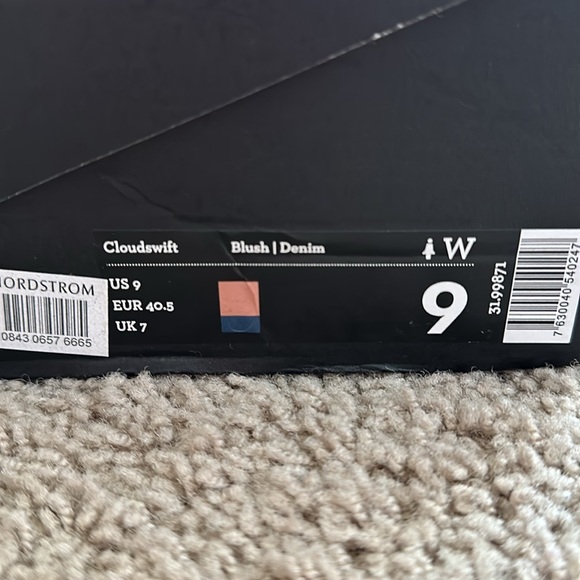 Cloudswift Blush | Denim W
US 9
EUR 40.5
UK 7
9
31.99871
7 630040 540247
NORDSTROM
0843 0657 6665